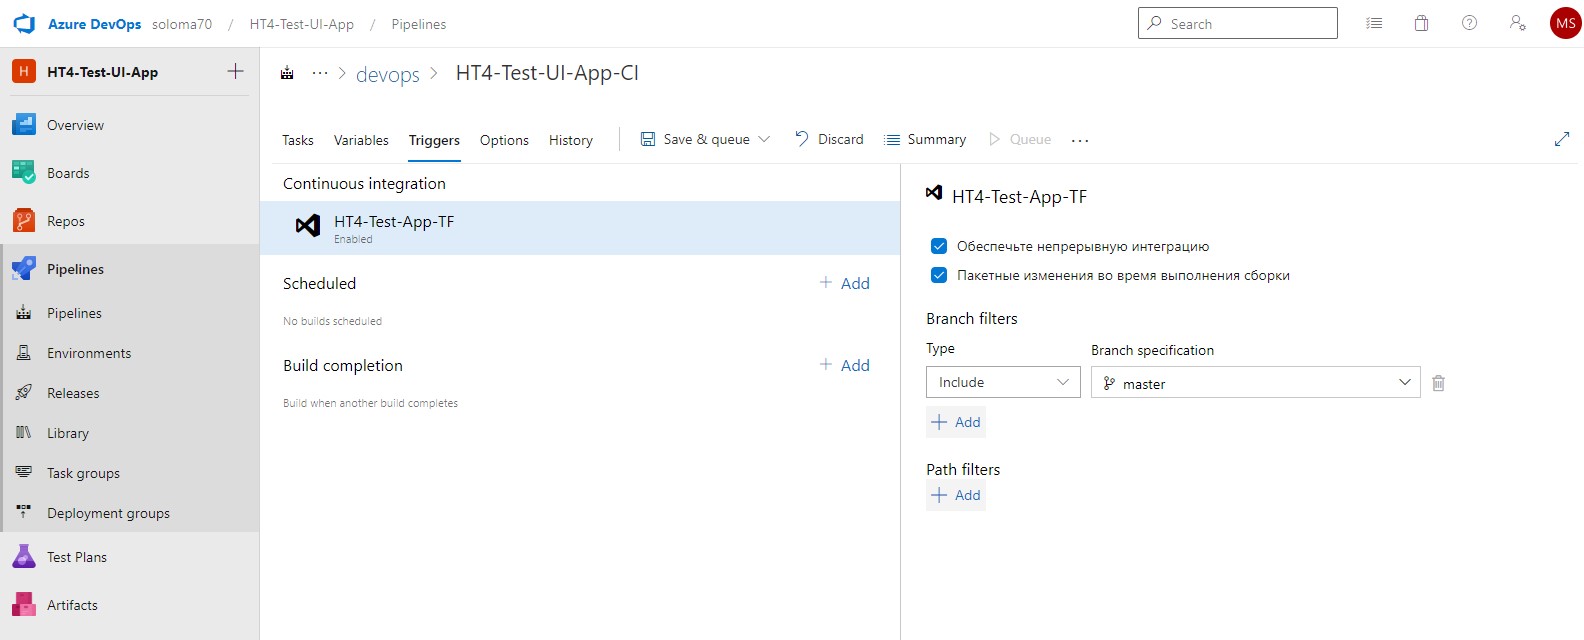 Azure DevOps soloma70 / HT4-Test-UI-App / Pipelines
Search
MS
H HT4-Test-UI-App
Overview
Boards
Repos
Pipelines
Pipelines
Environments
Releases
Library
Task groups
Deployment groups
Test Plans
Artifacts
··· > devops > HT4-Test-UI-App-CI
Tasks Variables Triggers Options History Save & queue Discard Summary Queue ···
Continuous integration
HT4-Test-App-TF
Enabled
Scheduled
+ Add
No builds scheduled
Build completion
+ Add
Build when another build completes
HT4-Test-App-TF
Обеспечьте непрерывную интеграцию
Пакетные изменения во время выполнения сборки
Branch filters
Type Branch specification
Include master
+ Add
Path filters
+ Add